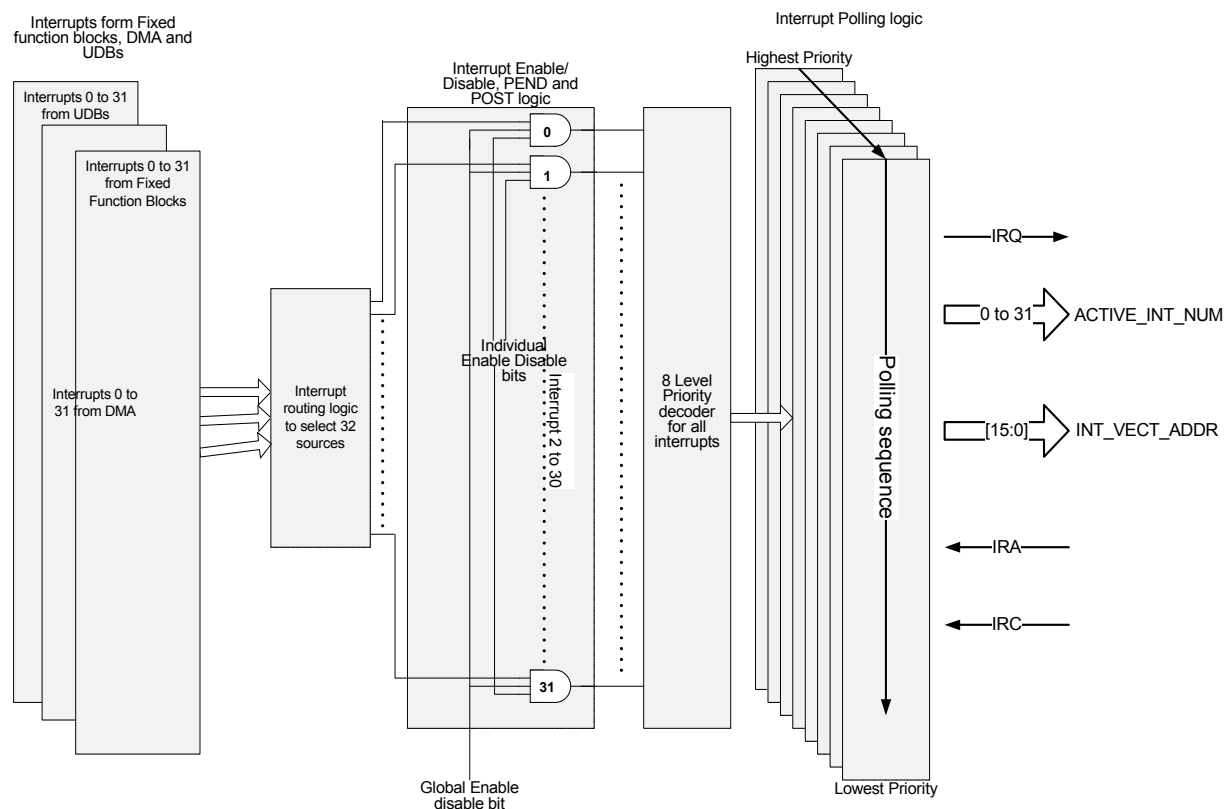 Interrupts form Fixed
function blocks, DMA and
UDBs
Interrupts 0 to 31
from UDBs
Interrupts 0 to 31
from Fixed
Function Blocks
Interrupts 0 to
31 from DMA
Interrupt
routing logic
to select 32
sources
Interrupt Enable/
Disable, PEND and
POST logic
0
1
Individual
Enable Disable
bits
Interrupt 2 to 30
31
Global Enable
disable bit
8 Level
Priority
decoder
for all
interrupts
Interrupt Polling logic
Highest Priority
Polling sequence
Lowest Priority
IRQ
0 to 31
ACTIVE_INT_NUM
[15:0]
INT_VECT_ADDR
IRA
IRC